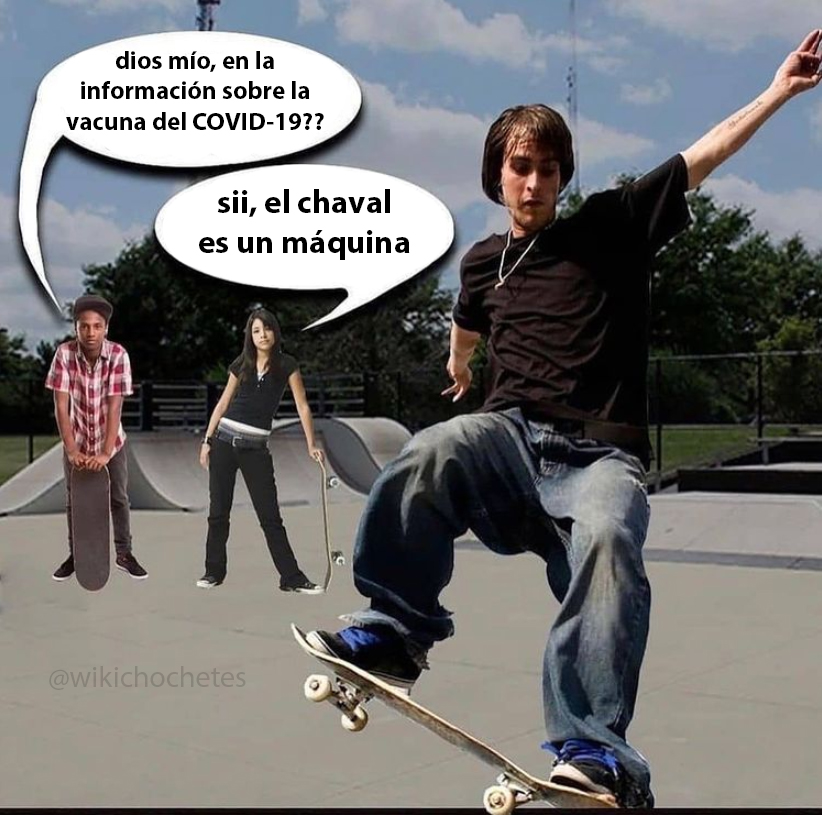 dios mío, en la
información sobre la
vacuna del COVID-19??
sii, el chaval
es un máquina
@wikichochetes